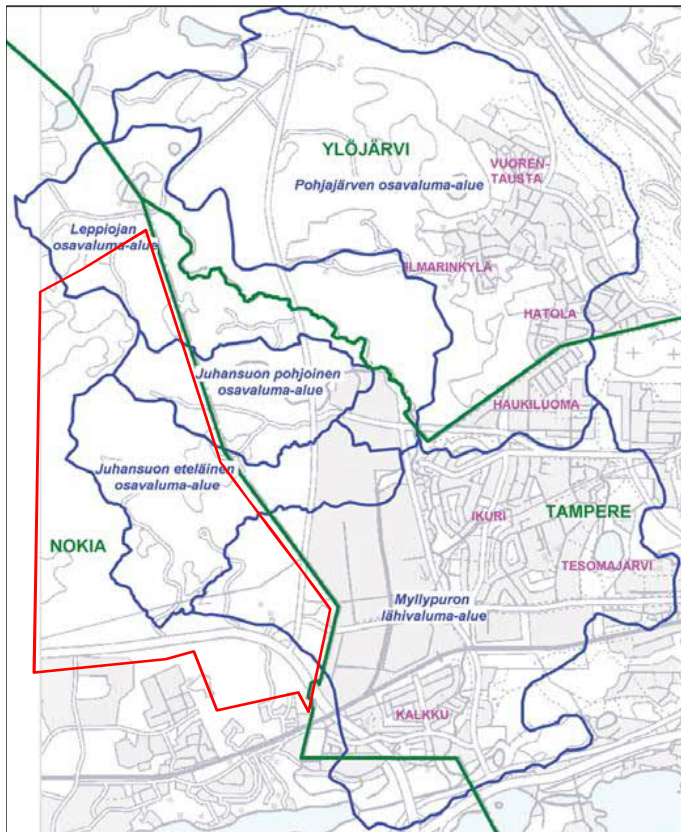 YLÖJÄRVI
Pohjajärven osavaluma-alue
VUOREN-
TAUSTA
Leppiojan
osavaluma-alue
ILMARINKYLÄ
HATOLA
Juhansuon pohjoinen
osavaluma-alue
HAUKILUOMA
Juhansuon eteläinen
osavaluma-alue
IKURI
TAMPERE
NOKIA
TESOMAJÄRVI
Myllypuron
lähivaluma-alue
KALKKU